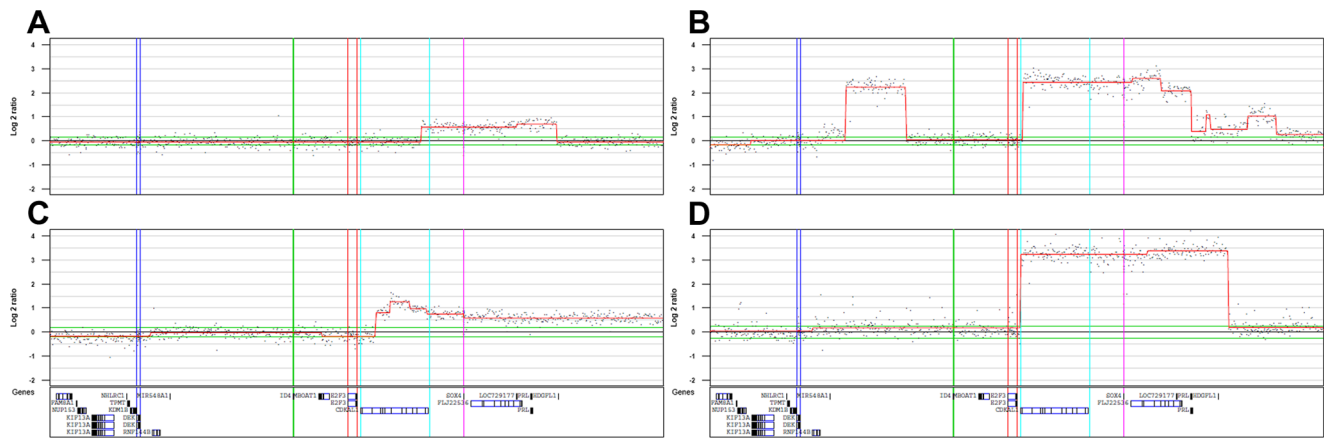 A
B
4
3
2
1
0
-1
-2
Log 2 ratio
4
3
2
1
0
-1
-2
Log 2 ratio
C
D
4
3
2
1
0
-1
-2
Log 2 ratio
4
3
2
1
0
-1
-2
Log 2 ratio
Genes
NHLRC1 MIR548A1 ID4 MBOAT1 E2F3 SOX4 LOC729177 PRL HDGFL1
FAM8A1 TPMT E2F3 FLJ22536
NUP153 KDM1B CDKAL1 PRL
KIF13A DEK
KIF13A DEK
KIF13A RNF144B
NHLRC1 MIR548A1 ID4 MBOAT1 E2F3 SOX4 LOC729177 PRL HDGFL1
FAM8A1 TPMT E2F3 FLJ22536
NUP153 KDM1B CDKAL1 PRL
KIF13A DEK
KIF13A DEK
KIF13A RNF144B